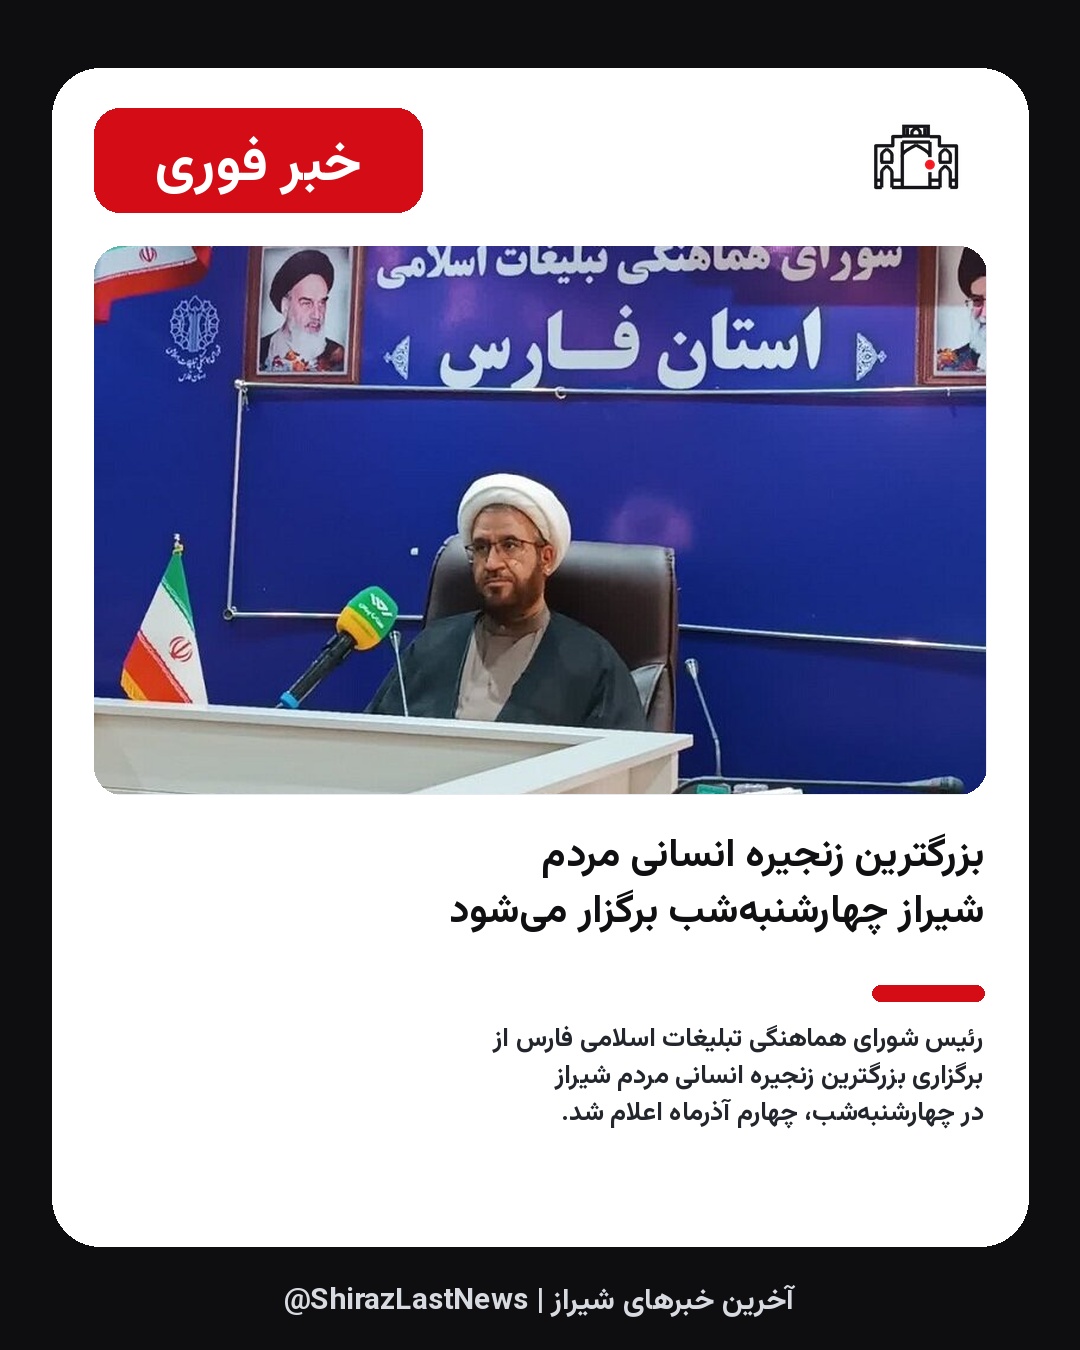 خبر فوری
شورای هماهنگی تبلیغات اسلامی
استان فارس
بزرگترین زنجیره انسانی مردم
شیراز چهارشنبه‌شب برگزار می‌شود
رئیس شورای هماهنگی تبلیغات اسلامی فارس از
برگزاری بزرگترین زنجیره انسانی مردم شیراز
در چهارشنبه‌شب، چهارم آذرماه اعلام شد.
آخرین خبرهای شیراز | @ShirazLastNews